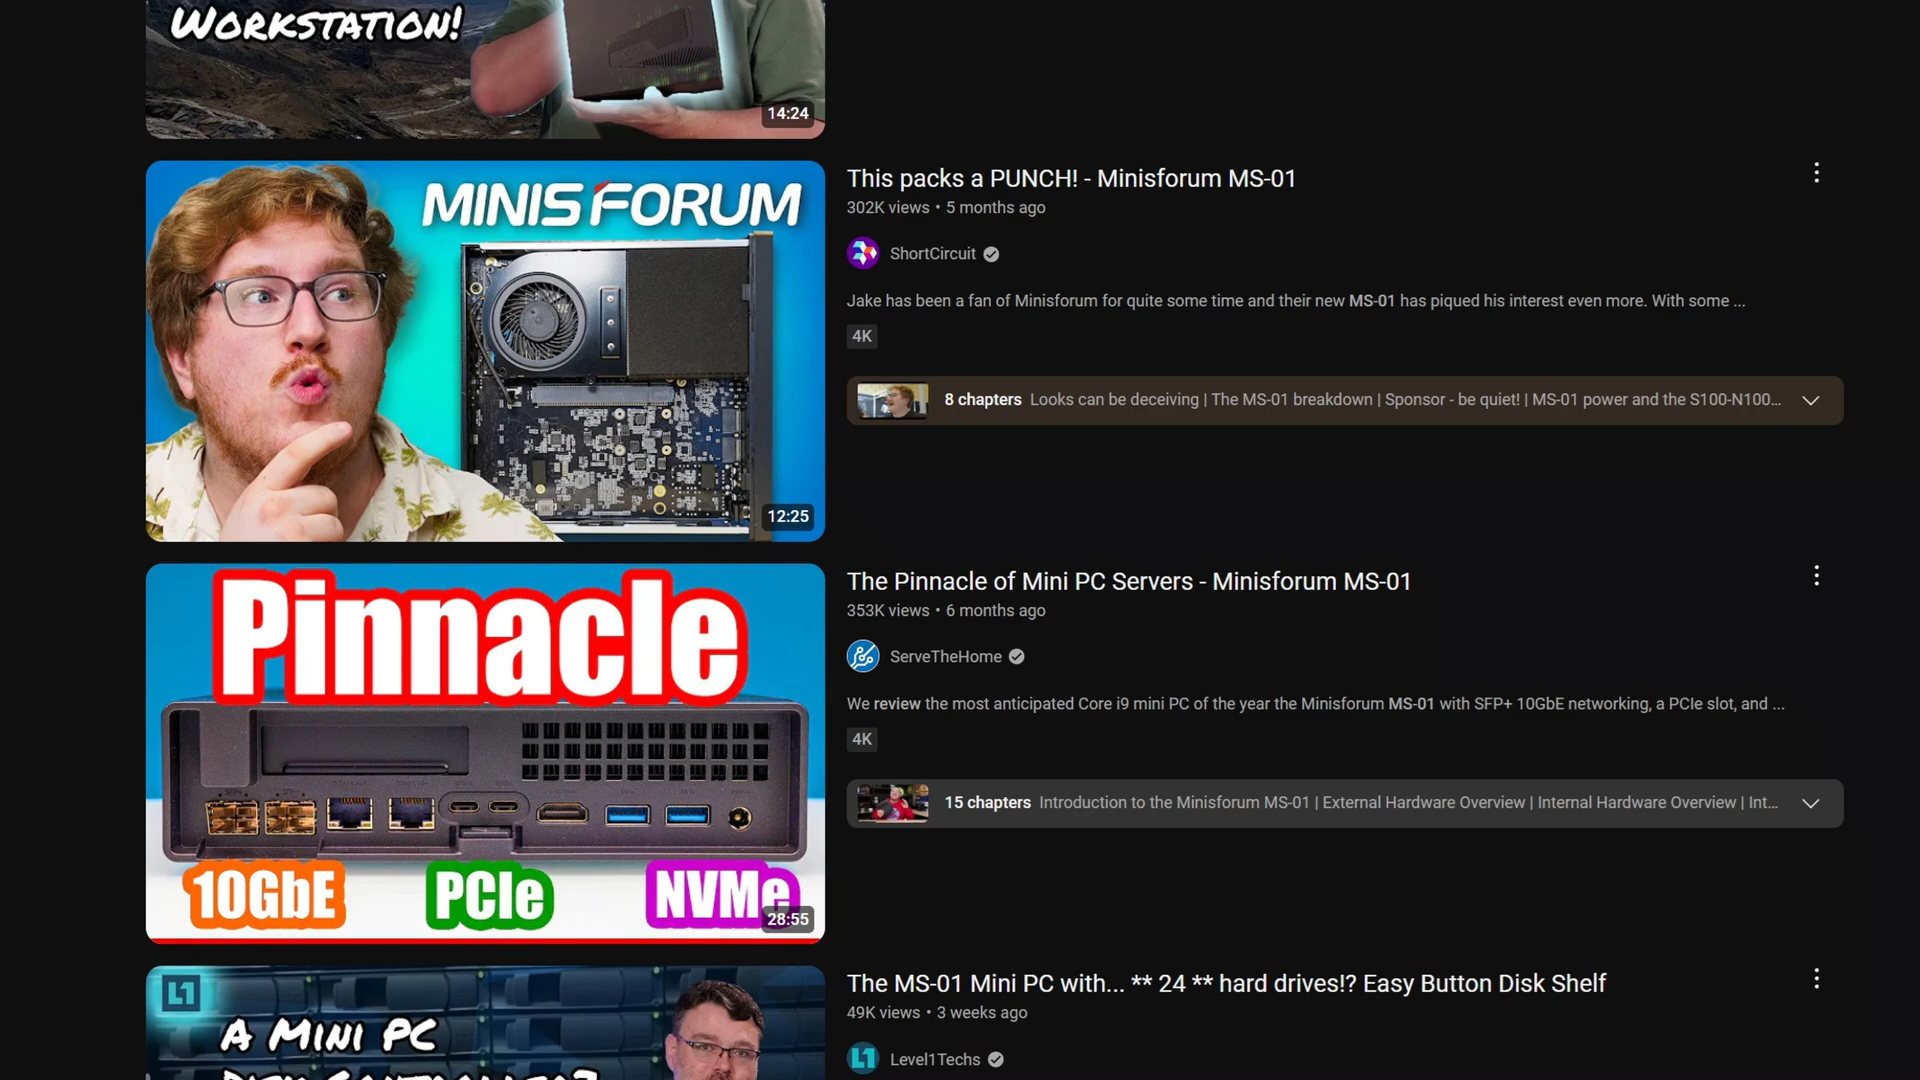 WORKSTATION!
14:24
MINISFORUM
12:25
This packs a PUNCH! - Minisforum MS-01
302K views • 5 months ago
ShortCircuit
Jake has been a fan of Minisforum for quite some time and their new MS-01 has piqued his interest even more. With some ...
4K
8 chapters Looks can be deceiving | The MS-01 breakdown | Sponsor - be quiet! | MS-01 power and the S100-N100...
Pinnacle
10GbE
PCIe
NVMe
28:55
The Pinnacle of Mini PC Servers - Minisforum MS-01
353K views • 6 months ago
ServeTheHome
We review the most anticipated Core i9 mini PC of the year the Minisforum MS-01 with SFP+ 10GbE networking, a PCIe slot, and ...
4K
15 chapters Introduction to the Minisforum MS-01 | External Hardware Overview | Internal Hardware Overview | Int...
L1
A MINI PC
The MS-01 Mini PC with... ** 24 ** hard drives!? Easy Button Disk Shelf
49K views • 3 weeks ago
L1
Level1Techs